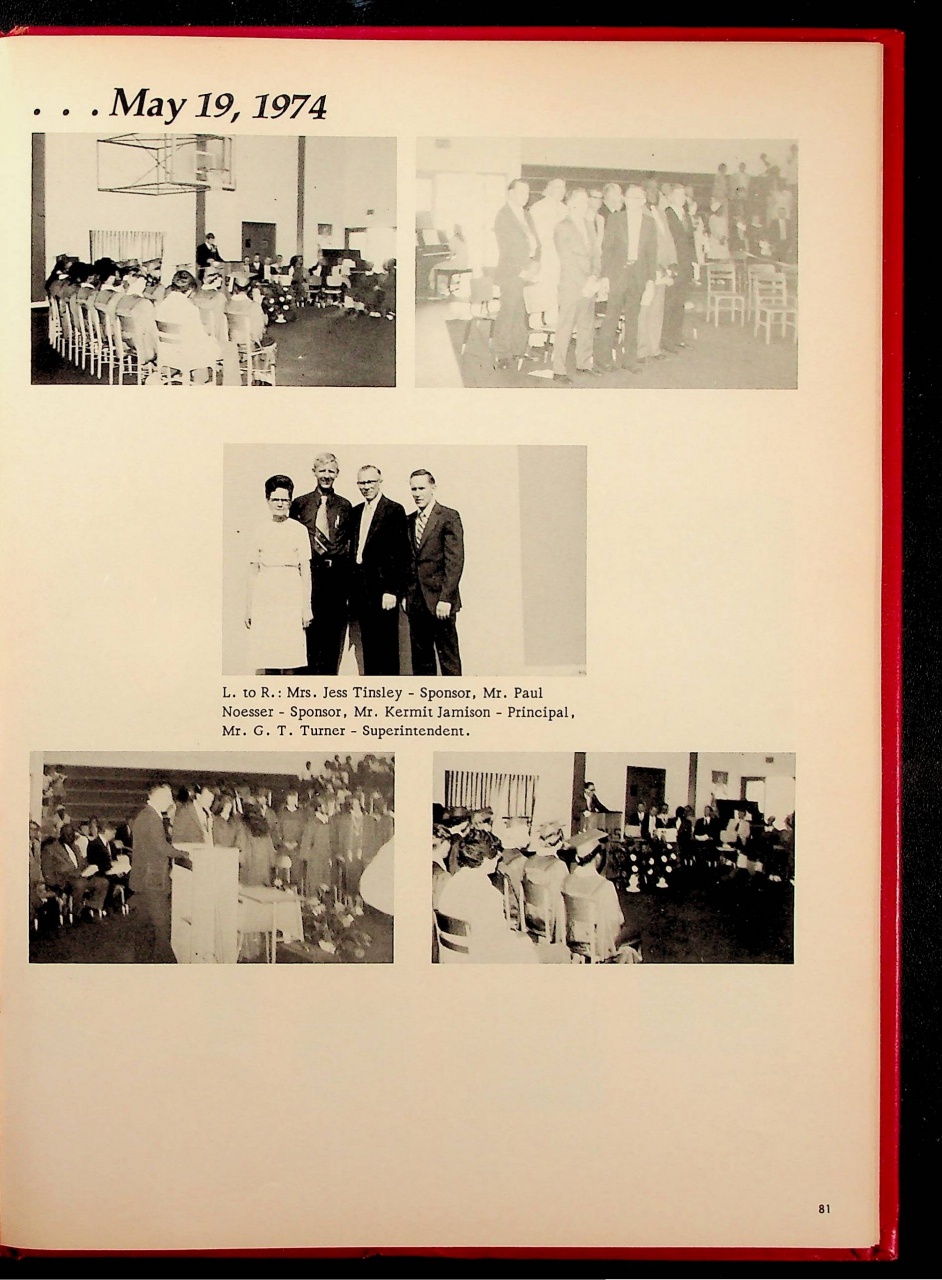 . . . May 19, 1974
L. to R.: Mrs. Jess Tinsley - Sponsor, Mr. Paul
Noesser - Sponsor, Mr. Kermit Jamison - Principal,
Mr. G. T. Turner - Superintendent.
81